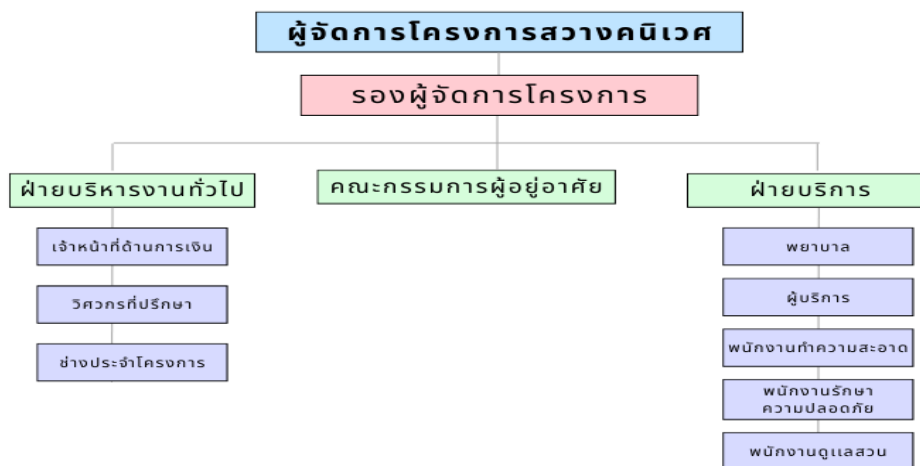 ผู้จัดการโครงการสวางคนิเวศ
รองผู้จัดการโครงการ
ฝ่ายบริหารงานทั่วไป
คณะกรรมการผู้อยู่อาศัย
ฝ่ายบริการ
เจ้าหน้าที่ด้านการเงิน
วิศวกรที่ปรึกษา
ช่างประจำโครงการ
พยาบาล
ผู้บริการ
พนักงานทำความสะอาด
พนักงานรักษา
ความปลอดภัย
พนักงานดูแลสวน